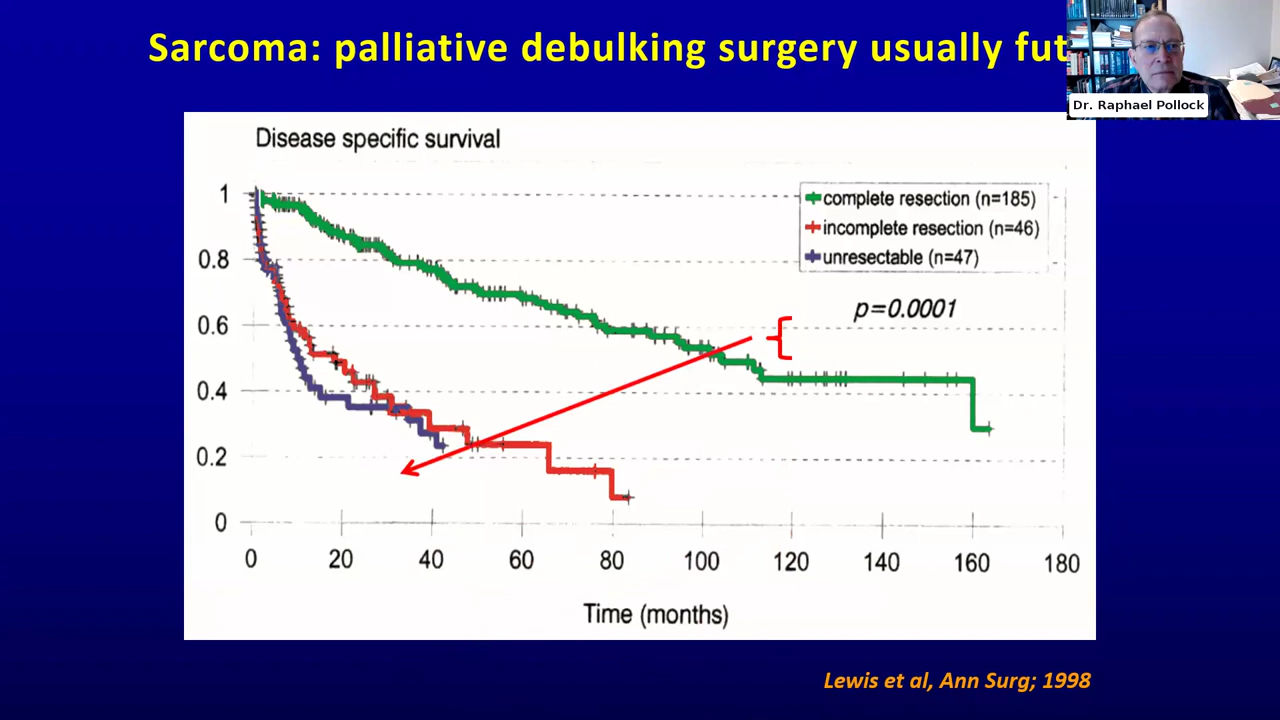 Sarcoma: palliative debulking surgery usually fut
Dr. Raphael Pollock
Disease specific survival
complete resection (n=185)
incomplete resection (n=46)
unresectable (n=47)
p=0.0001
1
0.8
0.6
0.4
0.2
0
0 20 40 60 80 100 120 140 160 180
Time (months)
Lewis et al, Ann Surg; 1998